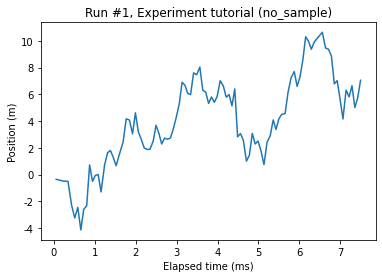 Run #1, Experiment tutorial (no_sample)
Position (m)
10
8
6
4
2
0
-2
-4
0 1 2 3 4 5 6 7
Elapsed time (ms)